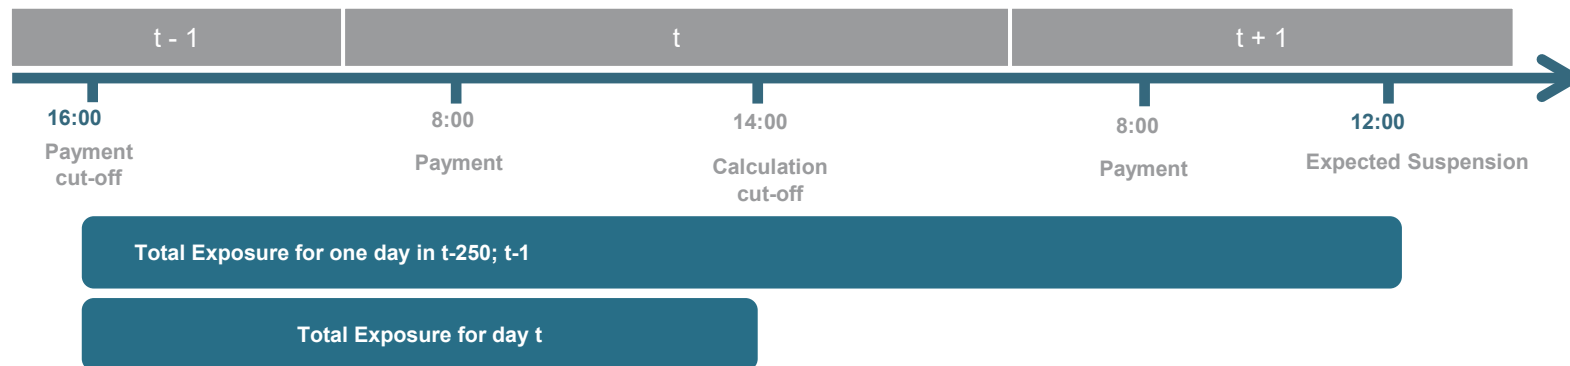 t - 1
t
t + 1
16:00
8:00
14:00
8:00
12:00
Payment
cut-off
Payment
Calculation
cut-off
Payment
Expected Suspension
Total Exposure for one day in t-250; t-1
Total Exposure for day t